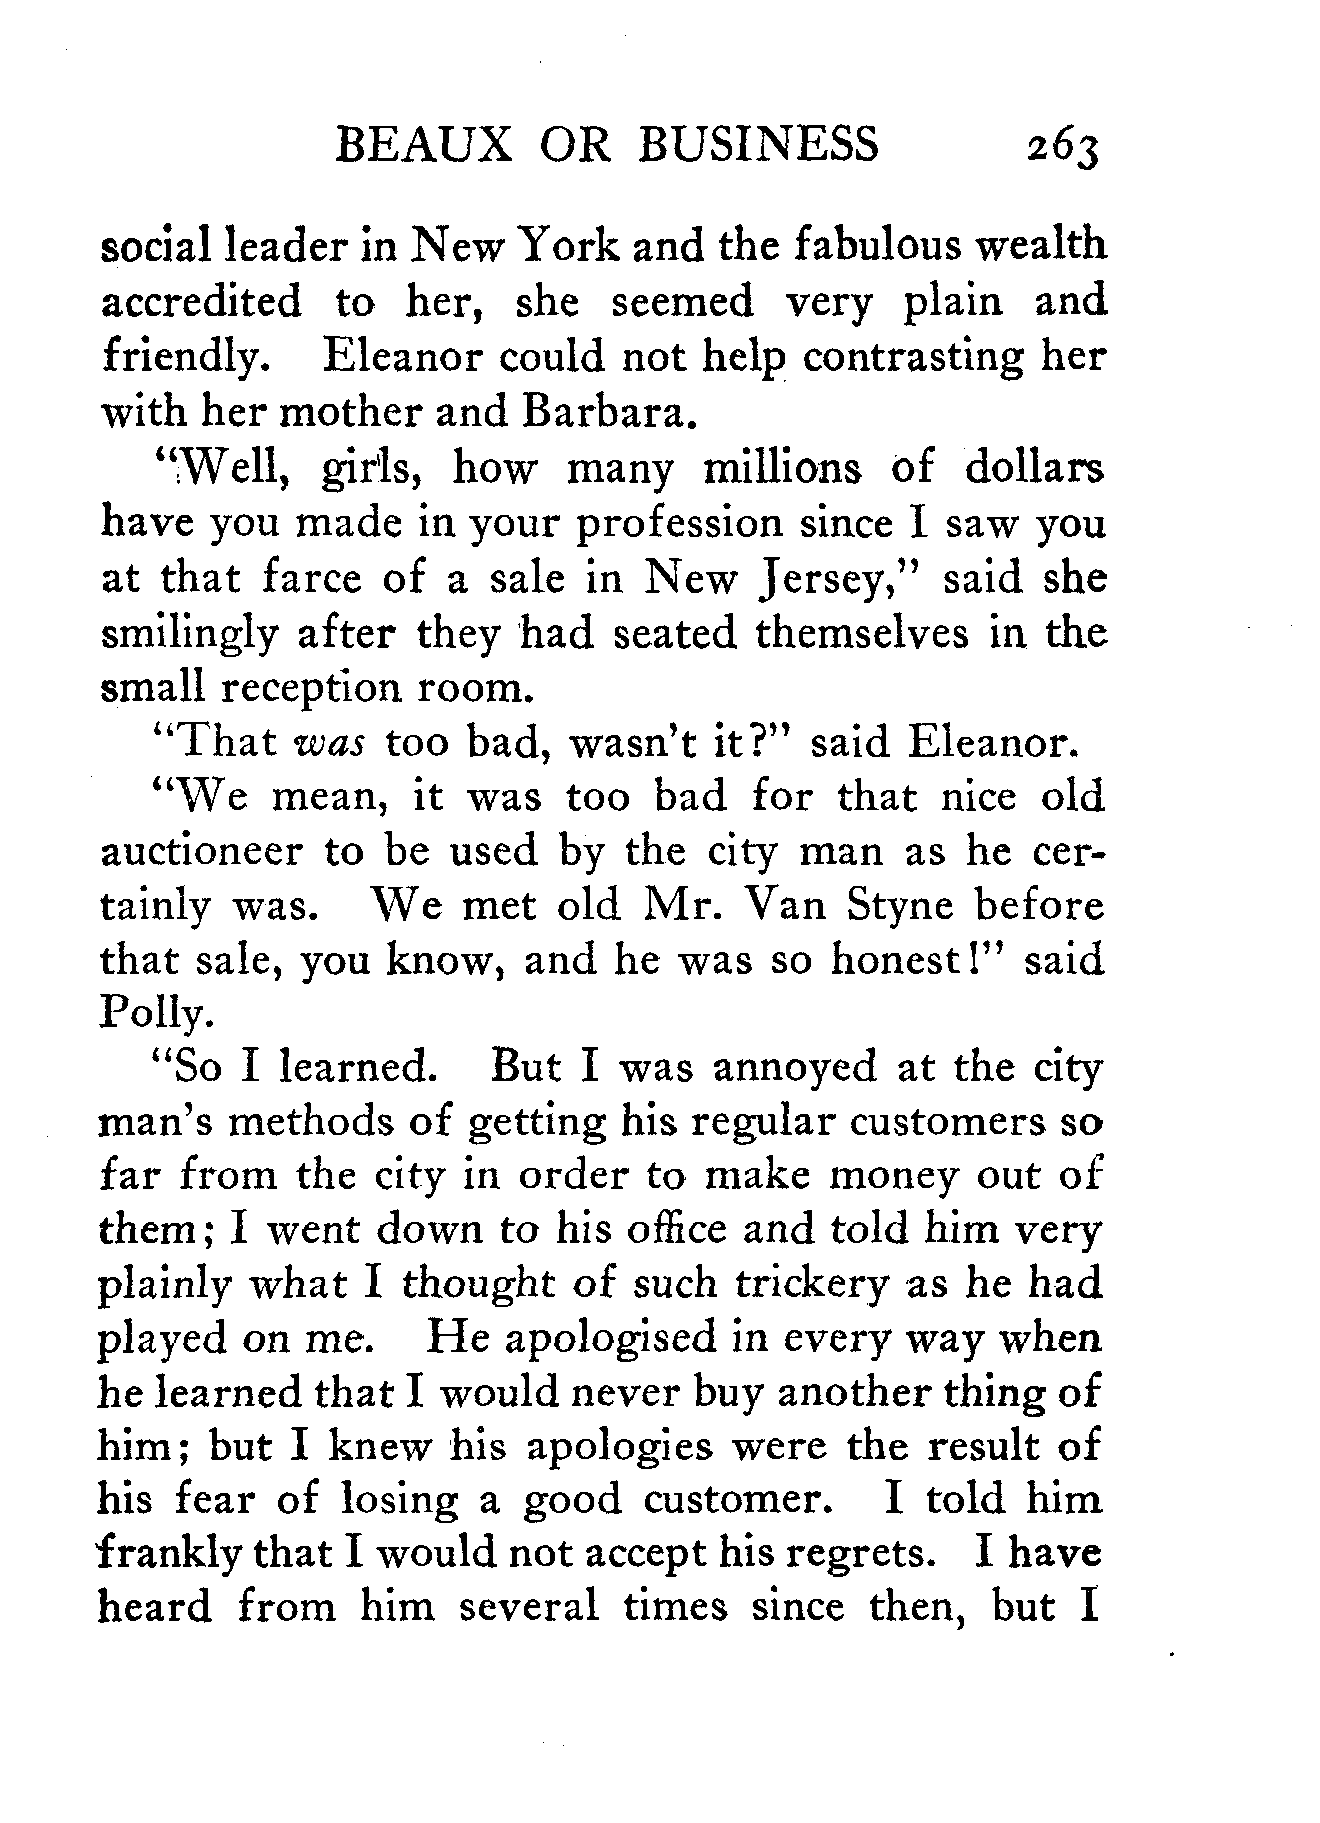 BEAUX OR BUSINESS 263
social leader in New York and the fabulous wealth
accredited to her, she seemed very plain and
friendly. Eleanor could not help contrasting her
with her mother and Barbara.
"Well, girls, how many millions of dollars
have you made in your profession since I saw you
at that farce of a sale in New Jersey," said she
smilingly after they had seated themselves in the
small reception room.
"That was too bad, wasn't it?" said Eleanor.
"We mean, it was too bad for that nice old
auctioneer to be used by the city man as he cer-
tainly was. We met old Mr. Van Styne before
that sale, you know, and he was so honest!" said
Polly.
"So I learned. But I was annoyed at the city
man's methods of getting his regular customers so
far from the city in order to make money out of
them; I went down to his office and told him very
plainly what I thought of such trickery as he had
played on me. He apologised in every way when
he learned that I would never buy another thing of
him; but I knew his apologies were the result of
his fear of losing a good customer. I told him
frankly that I would not accept his regrets. I have
heard from him several times since then, but I